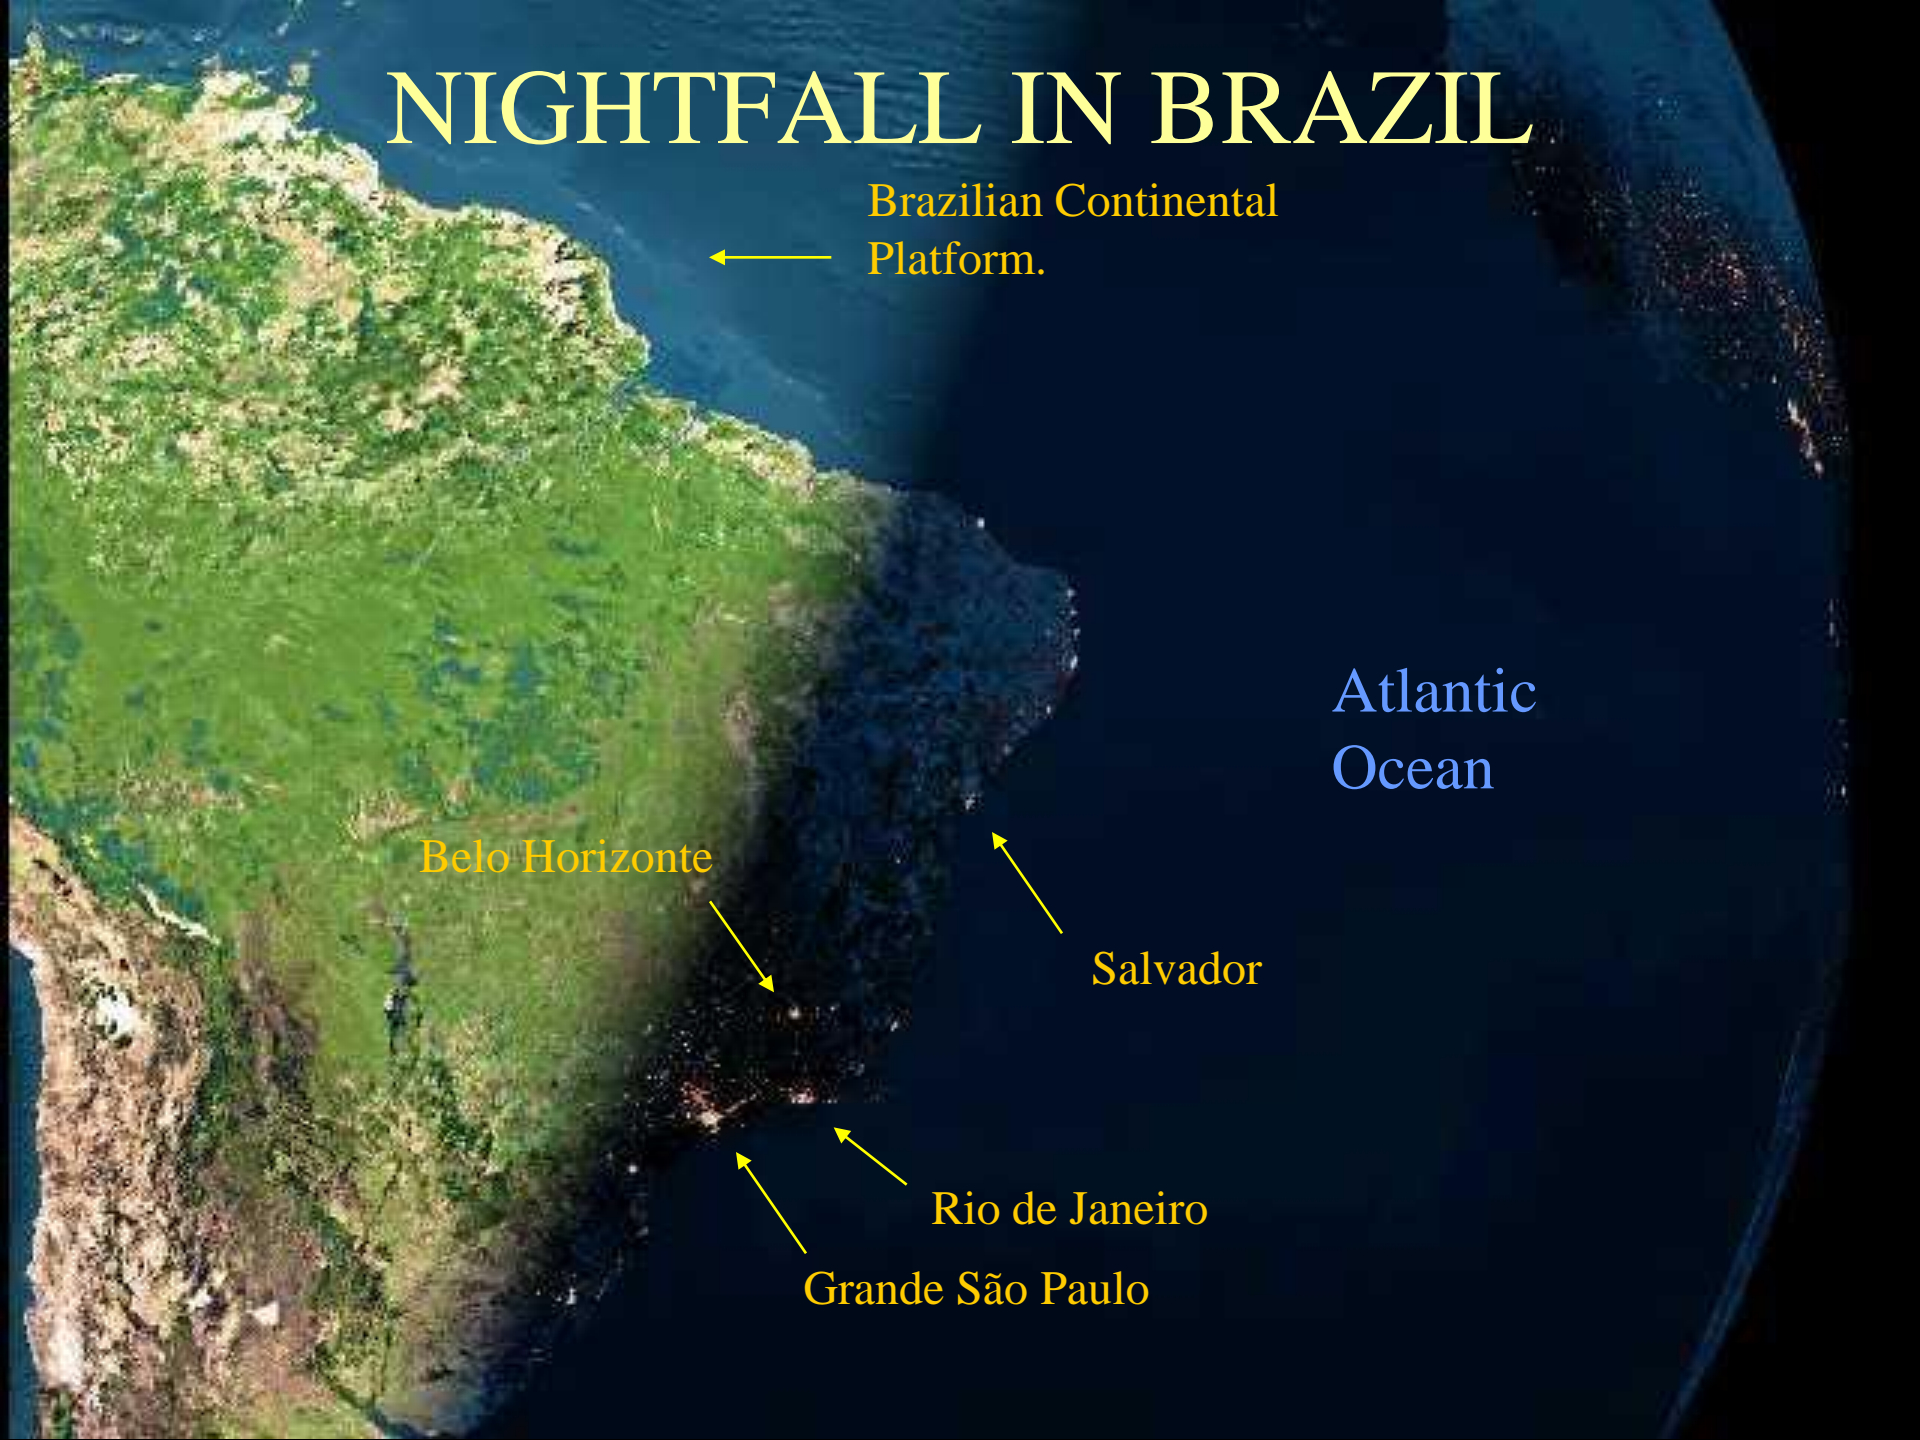 NIGHTFALL IN BRAZIL
Brazilian Continental
Platform.
Atlantic
Ocean
Belo Horizonte
Salvador
Rio de Janeiro
Grande São Paulo